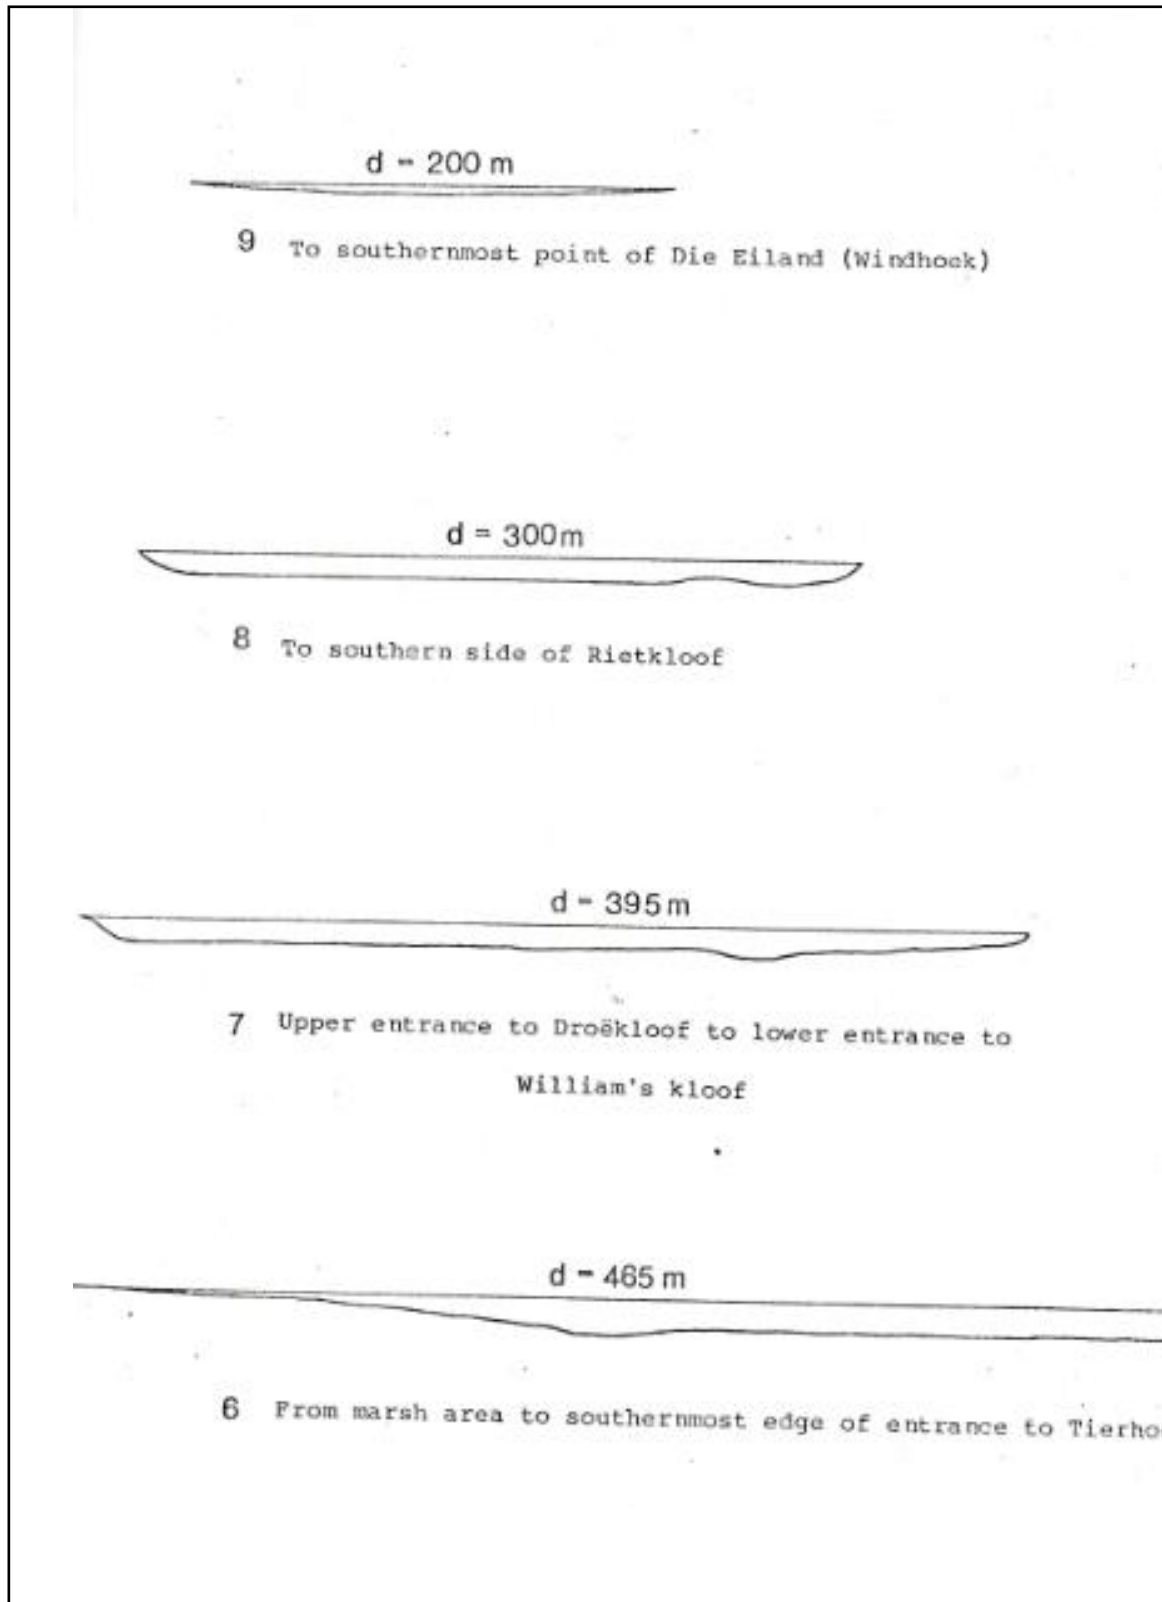 d = 200 m
9 To southernmost point of Die Eiland (Windhoek)
d = 300m
8 To southern side of Rietkloof
d = 395m
7 Upper entrance to Droëkloof to lower entrance to
William's kloof
d = 465 m
6 From marsh area to southernmost edge of entrance to